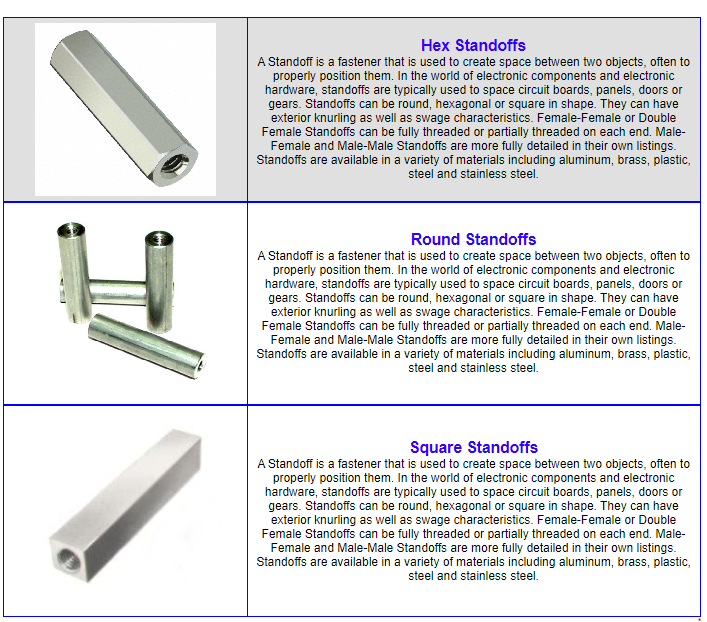 Hex Standoffs
A Standoff is a fastener that is used to create space between two objects, often to
properly position them. In the world of electronic components and electronic
hardware, standoffs are typically used to space circuit boards, panels, doors or
gears. Standoffs can be round, hexagonal or square in shape. They can have
exterior knurling as well as swage characteristics. Female-Female or Double
Female Standoffs can be fully threaded or partially threaded on each end. Male-
Female and Male-Male Standoffs are more fully detailed in their own listings.
Standoffs are available in a variety of materials including aluminum, brass, plastic,
steel and stainless steel.
Round Standoffs
A Standoff is a fastener that is used to create space between two objects, often to
properly position them. In the world of electronic components and electronic
hardware, standoffs are typically used to space circuit boards, panels, doors or
gears. Standoffs can be round, hexagonal or square in shape. They can have
exterior knurling as well as swage characteristics. Female-Female or Double
Female Standoffs can be fully threaded or partially threaded on each end. Male-
Female and Male-Male Standoffs are more fully detailed in their own listings.
Standoffs are available in a variety of materials including aluminum, brass, plastic,
steel and stainless steel.
Square Standoffs
A Standoff is a fastener that is used to create space between two objects, often to
properly position them. In the world of electronic components and electronic
hardware, standoffs are typically used to space circuit boards, panels, doors or
gears. Standoffs can be round, hexagonal or square in shape. They can have
exterior knurling as well as swage characteristics. Female-Female or Double
Female Standoffs can be fully threaded or partially threaded on each end. Male-
Female and Male-Male Standoffs are more fully detailed in their own listings.
Standoffs are available in a variety of materials including aluminum, brass, plastic,
steel and stainless steel.